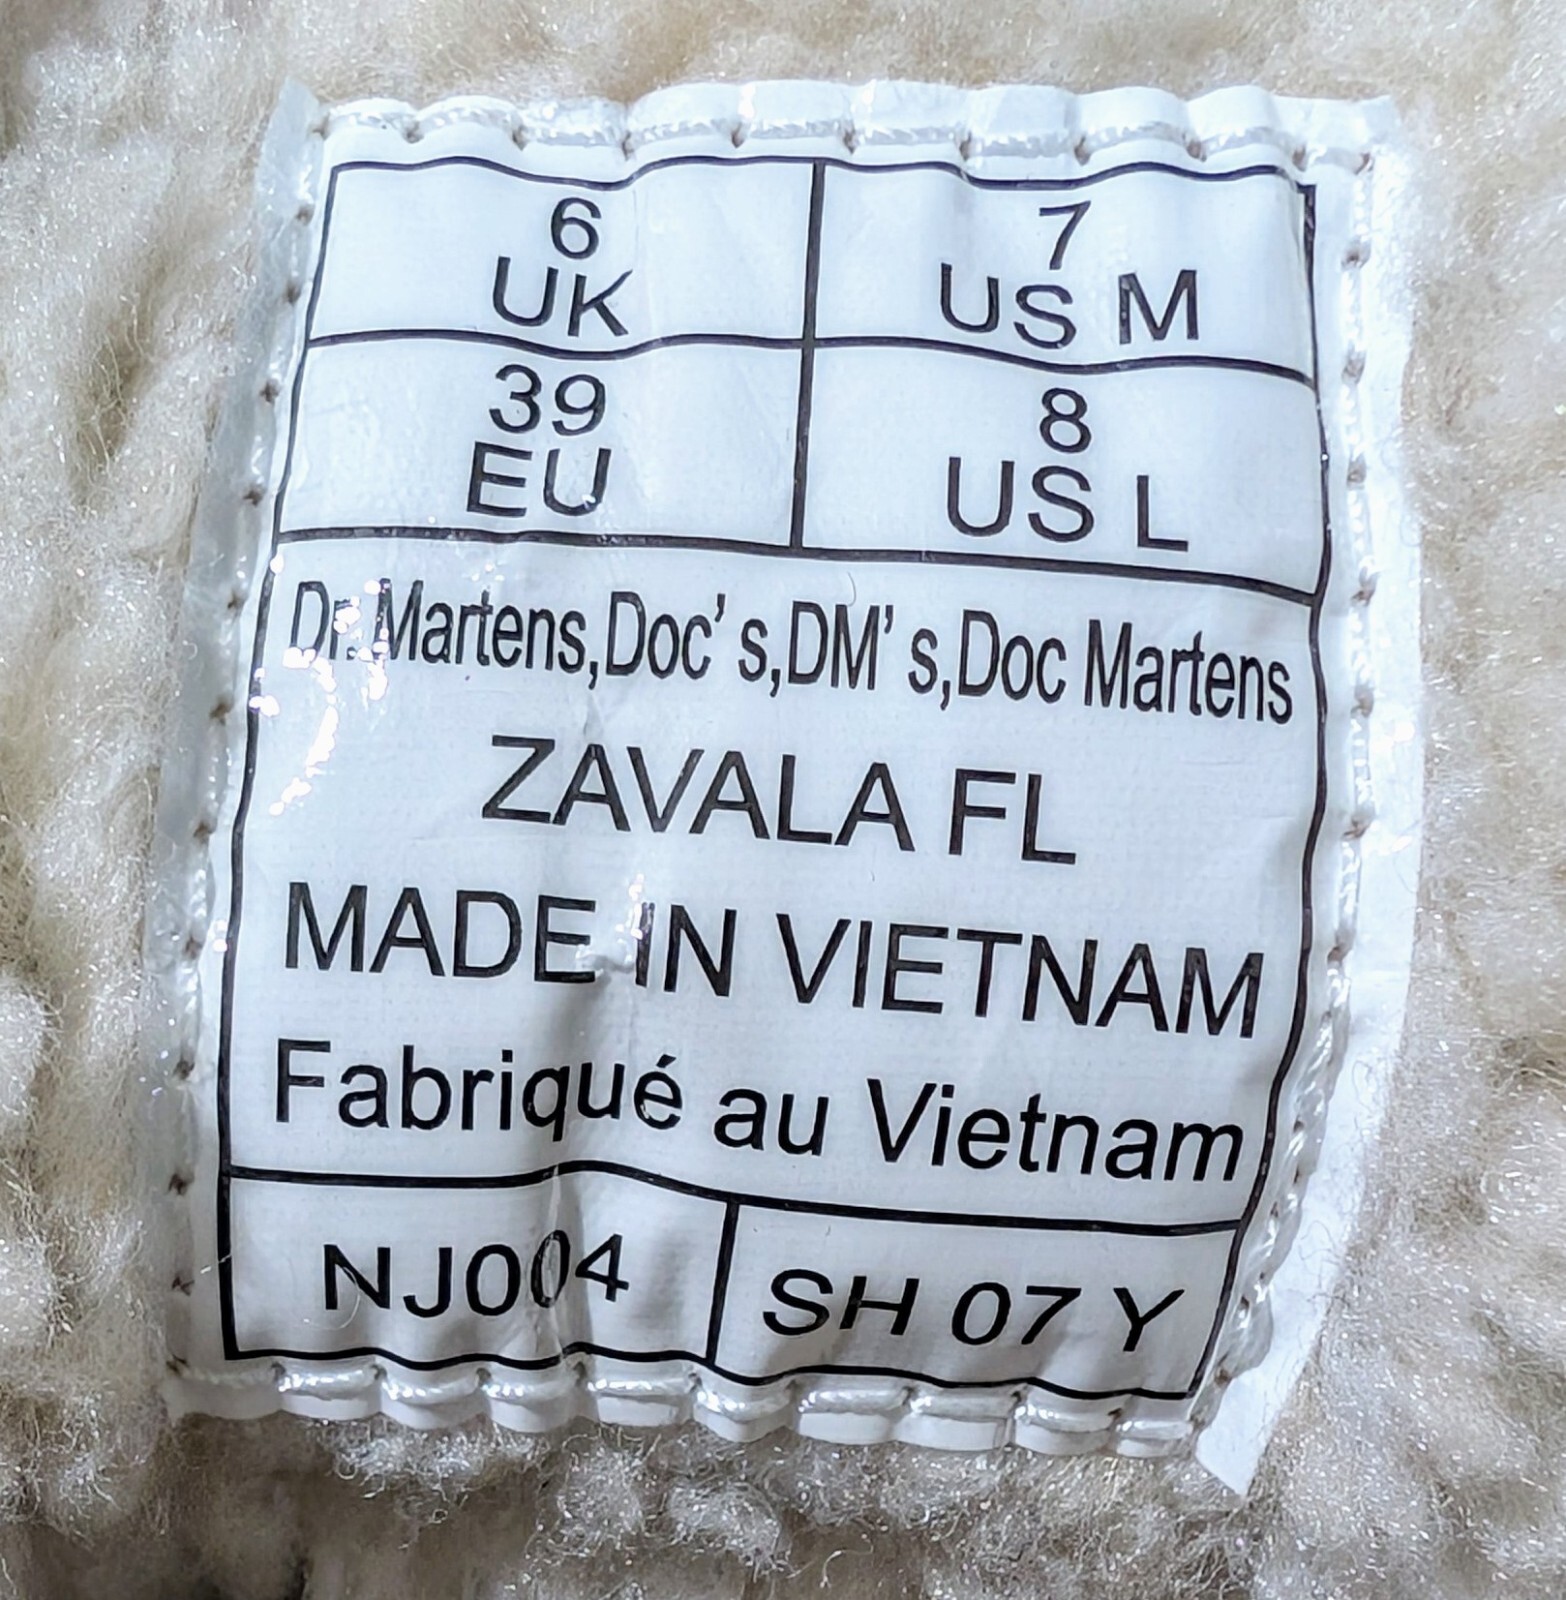 6
UK
7
US M
39
EU
8
US L
Dr. Martens,Doc's,DM's,Doc Martens
ZAVALA FL
MADE IN VIETNAM
Fabriqué au Vietnam
NJ004
SH 07 Y